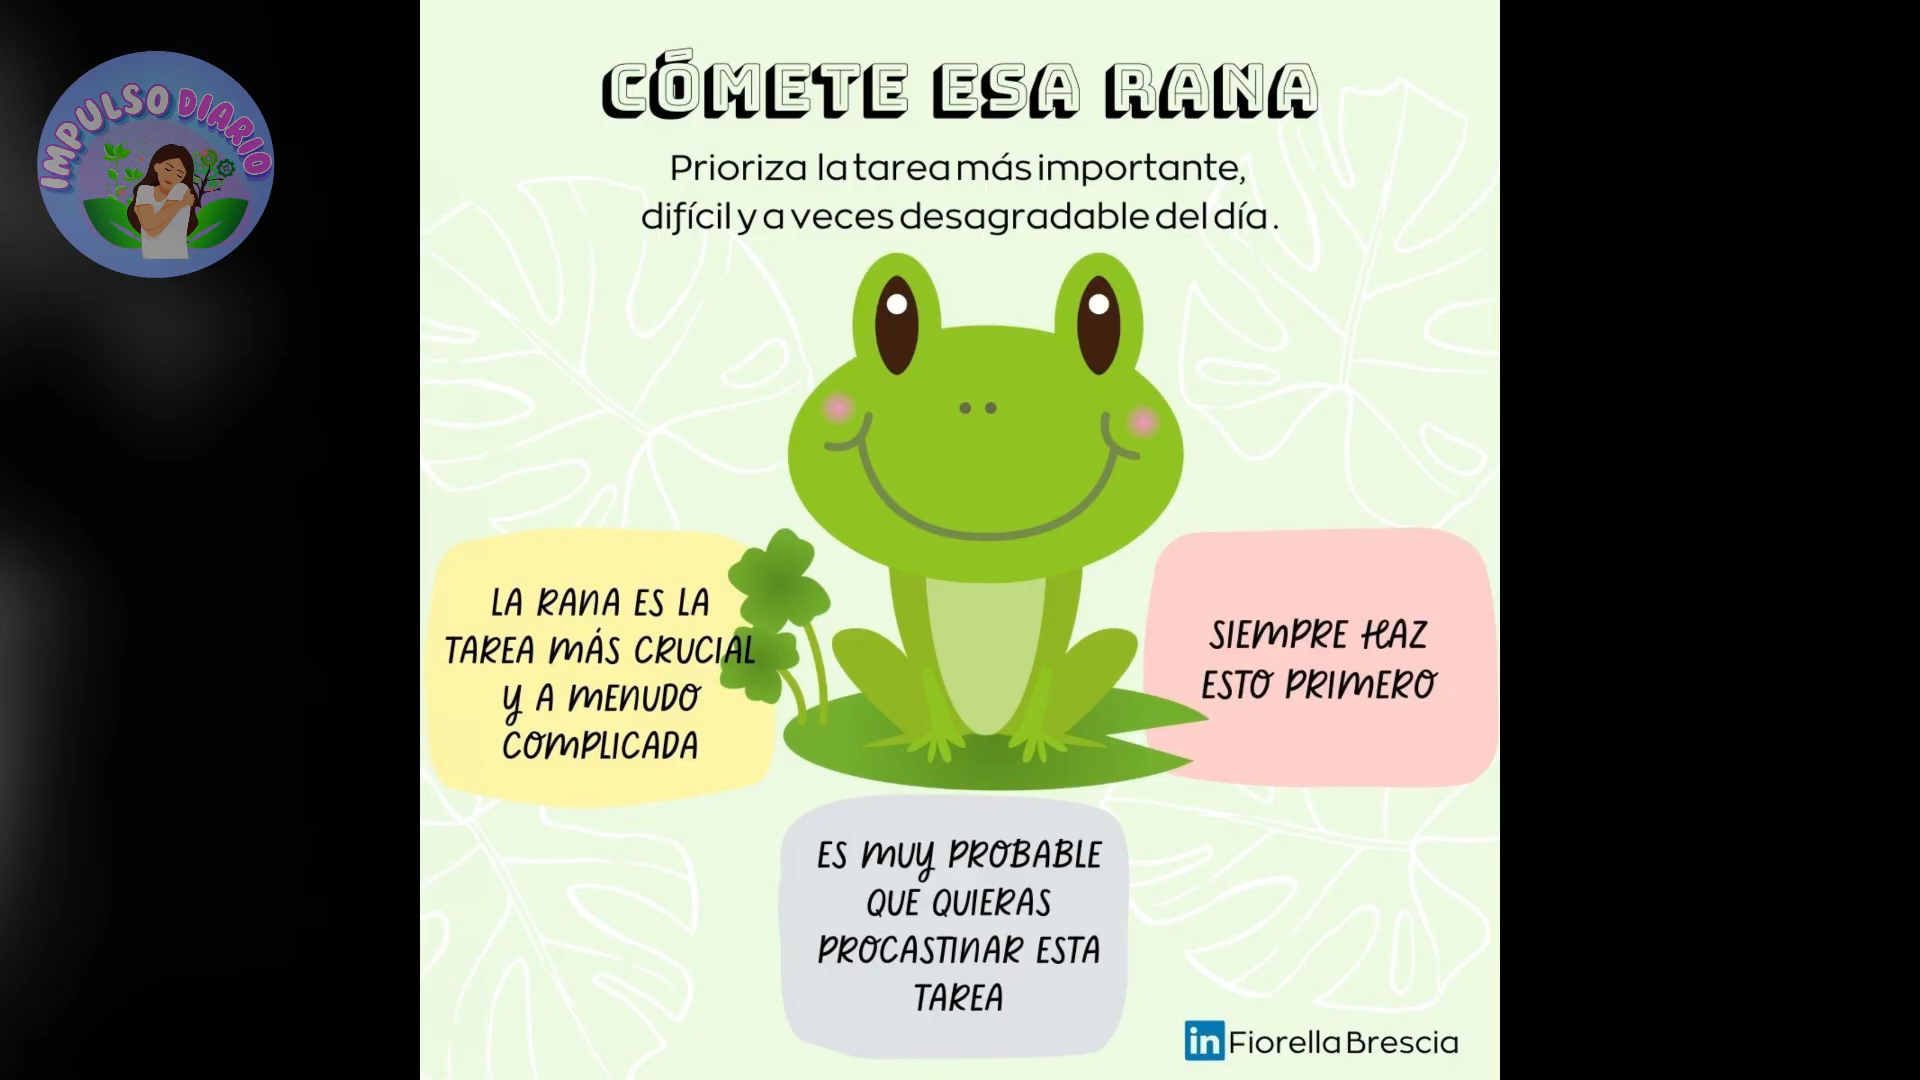 IMPULSO DIARIO
CÓMETE ESA RANA
Prioriza la tarea más importante,
difícil y a veces desagradable del día.
LA RANA ES LA
TAREA MÁS CRUCIAL
Y A MENUDO
COMPLICADA
SIEMPRE HAZ
ESTO PRIMERO
ES MUY PROBABLE
QUE QUIERAS
PROCASTINAR ESTA
TAREA
in Fiorella Brescia